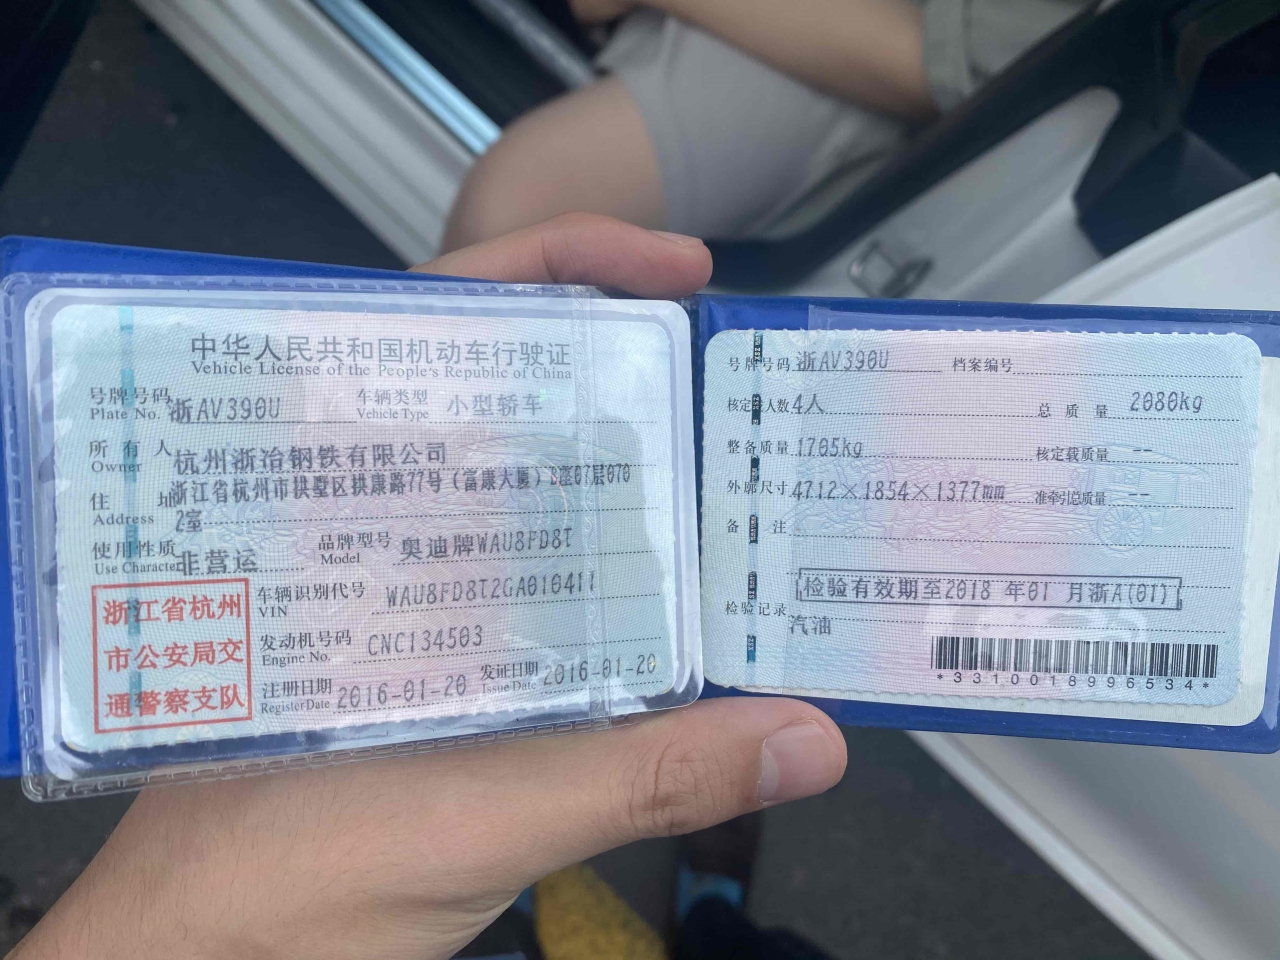 中华人民共和国机动车行驶证
Vehicle License of the People's Republic of China
号牌号码 浙AV390U 车辆类型 小型轿车
Plate No. Vehicle Type
所有人 杭州浙冶钢铁有限公司
Owner
住址 浙江省杭州市拱墅区拱康路77号(富康大厦)B座07层070
Address 2室
使用性质 非营运 品牌型号 奥迪牌WAU8FD8T
Use Character Model
浙江省杭州
市公安局交
通警察支队
车辆识别代号 WAU8FD8T2GA010411
VIN
发动机号码 CNC134503
Engine No.
注册日期 2016-01-20 发证日期 2016-01-20
Register Date Issue Date
号牌号码 浙AV390U 档案编号
核定人数 4人 总质量 2080kg
整备质量 1705kg 核定载质量 --
外廓尺寸 4712×1854×1377mm 准牵引总质量 --
备注
检验有效期至2018 年01 月浙A(01)
检验记录
汽油
*3310018996534*